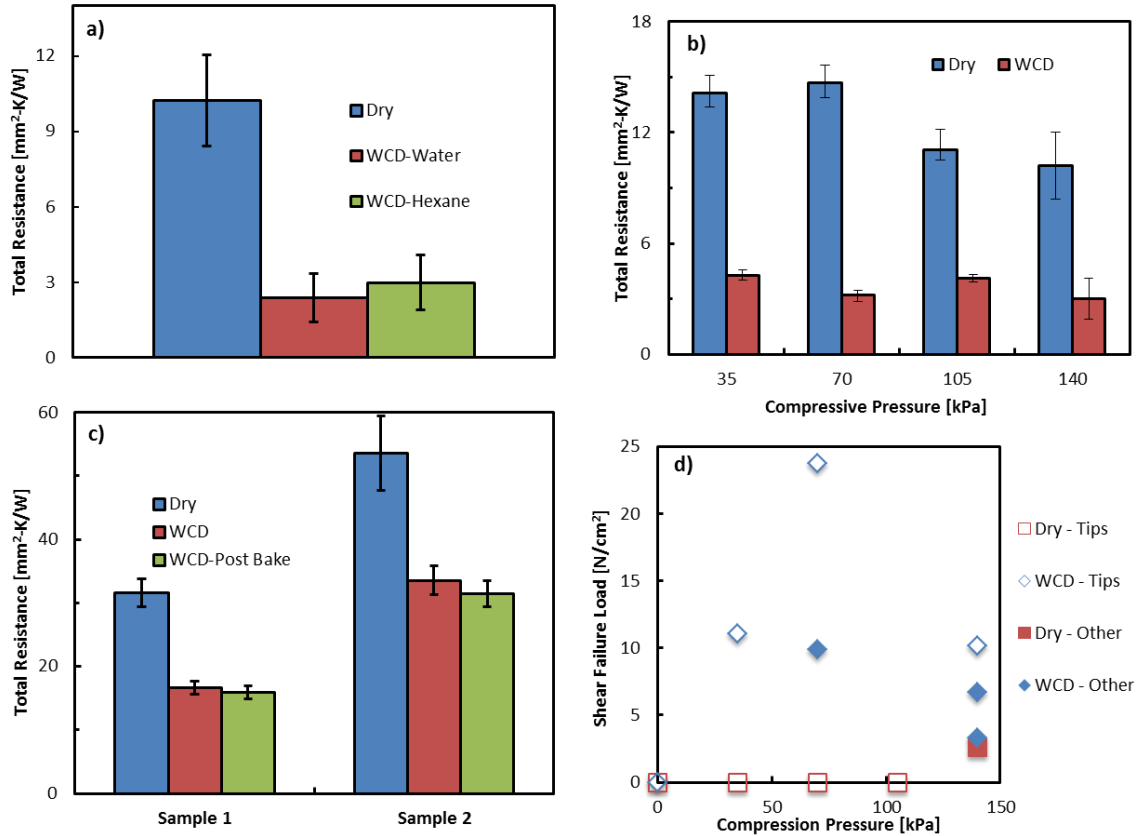 a)
Total Resistance [mm²-K/W]
12
9
6
3
0
Dry
WCD-Water
WCD-Hexane
b)
Total Resistance [mm²-K/W]
18
12
6
0
Dry WCD
35 70 105 140
Compressive Pressure [kPa]
c)
Total Resistance [mm²-K/W]
60
40
20
0
Dry
WCD
WCD-Post Bake
Sample 1 Sample 2
d)
Shear Failure Load [N/cm²]
25
20
15
10
5
0
0 50 100 150
Compression Pressure [kPa]
Dry - Tips
WCD - Tips
Dry - Other
WCD - Other